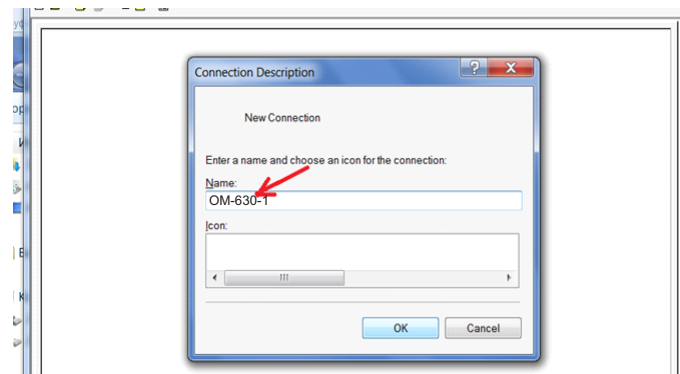 Connection Description
New Connection
Enter a name and choose an icon for the connection:
Name:
OM-630-1
Icon:
OK
Cancel